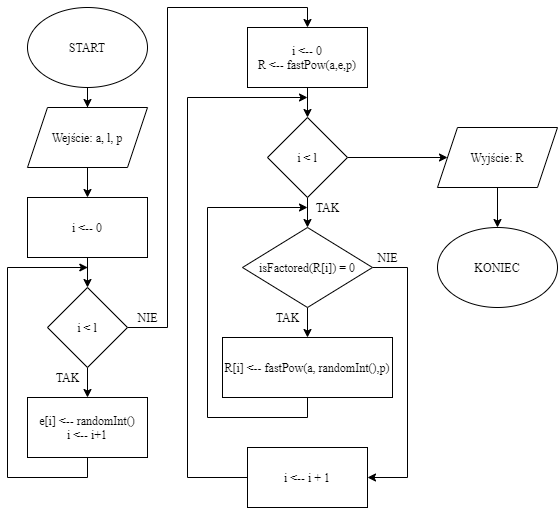 START
Wejście: a, l, p
i <-- 0
i < l
NIE
TAK
e[i] <-- randomInt()
i <-- i+1
i <-- 0
R <-- fastPow(a,e,p)
i < l
TAK
isFactored(R[i]) = 0
NIE
TAK
R[i] <-- fastPow(a, randomInt(),p)
i <-- i + 1
Wyjście: R
KONIEC